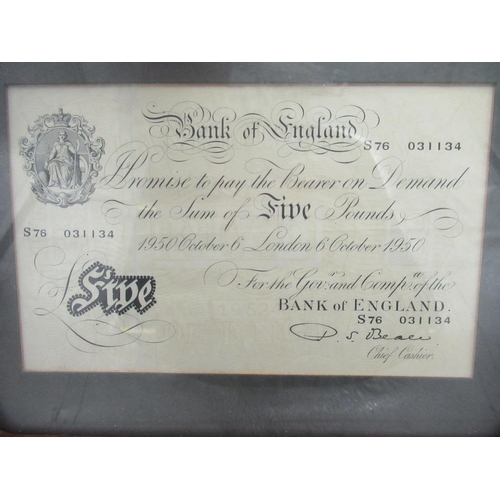 Bank of England
S76 031134
I Promise to pay the Bearer on Demand
the Sum of Five Pounds
S76 031134
1950 October 6 London 6 October 1950
£Five
For the Govr. and Compa. of the
BANK OF ENGLAND.
S76 031134
P. S. Beale
Chief Cashier.